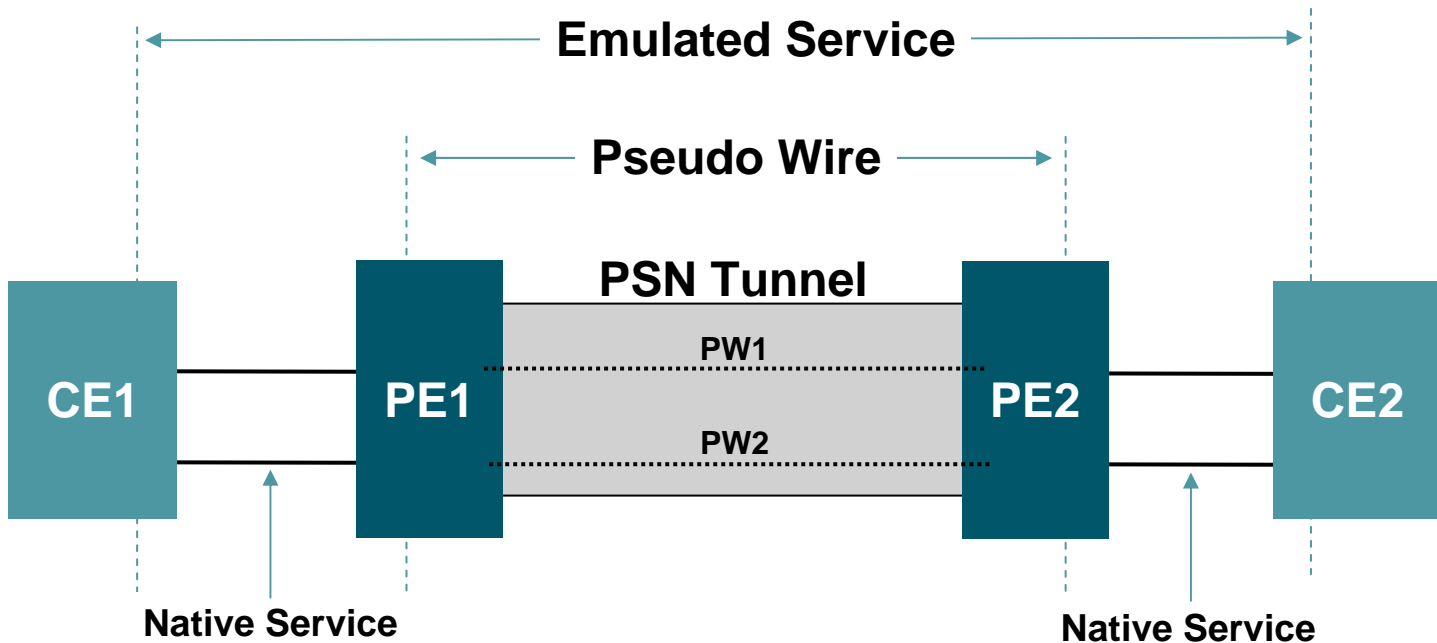 Emulated Service
Pseudo Wire
PSN Tunnel
PW1
CE1
PE1
PE2
CE2
PW2
Native Service
Native Service